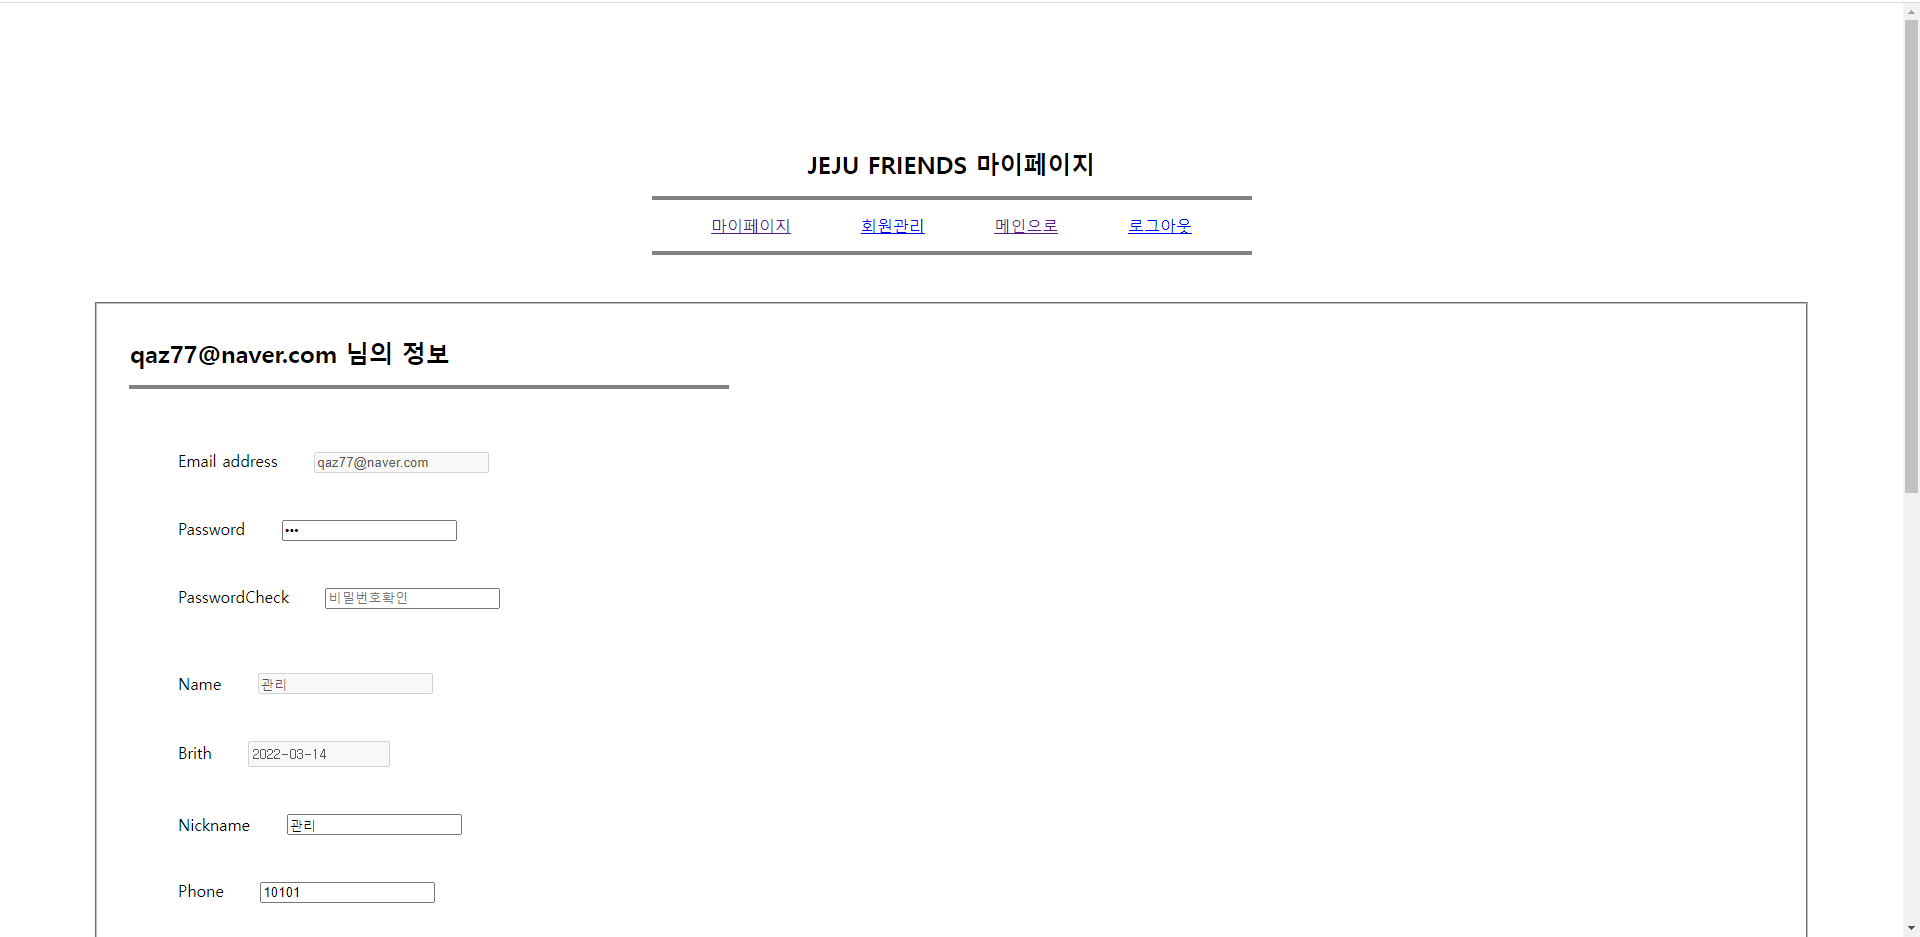 JEJU FRIENDS 마이페이지
마이페이지 회원관리 메인으로 로그아웃
qaz77@naver.com 님의 정보
Email address qaz77@naver.com
Password •••
PasswordCheck 비밀번호확인
Name 관리
Brith 2022-03-14
Nickname 관리
Phone 10101